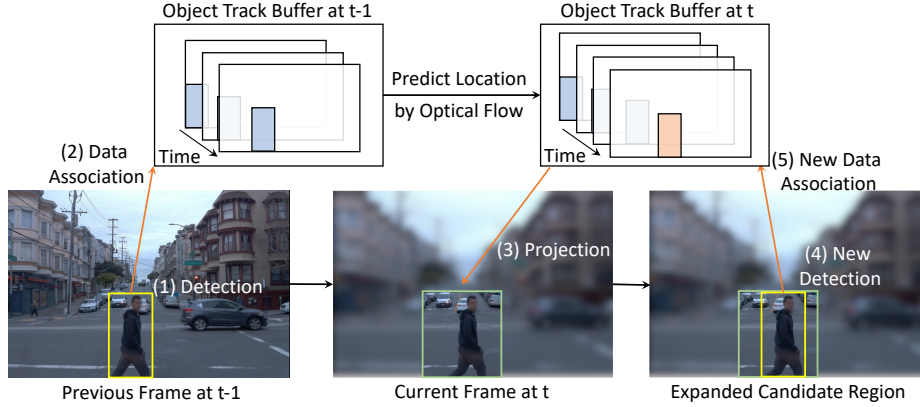 Object Track Buffer at t-1
Object Track Buffer at t
Predict Location
by Optical Flow
Time
Time
(2) Data
Association
(5) New Data
Association
(1) Detection
(3) Projection
(4) New
Detection
Previous Frame at t-1
Current Frame at t
Expanded Candidate Region